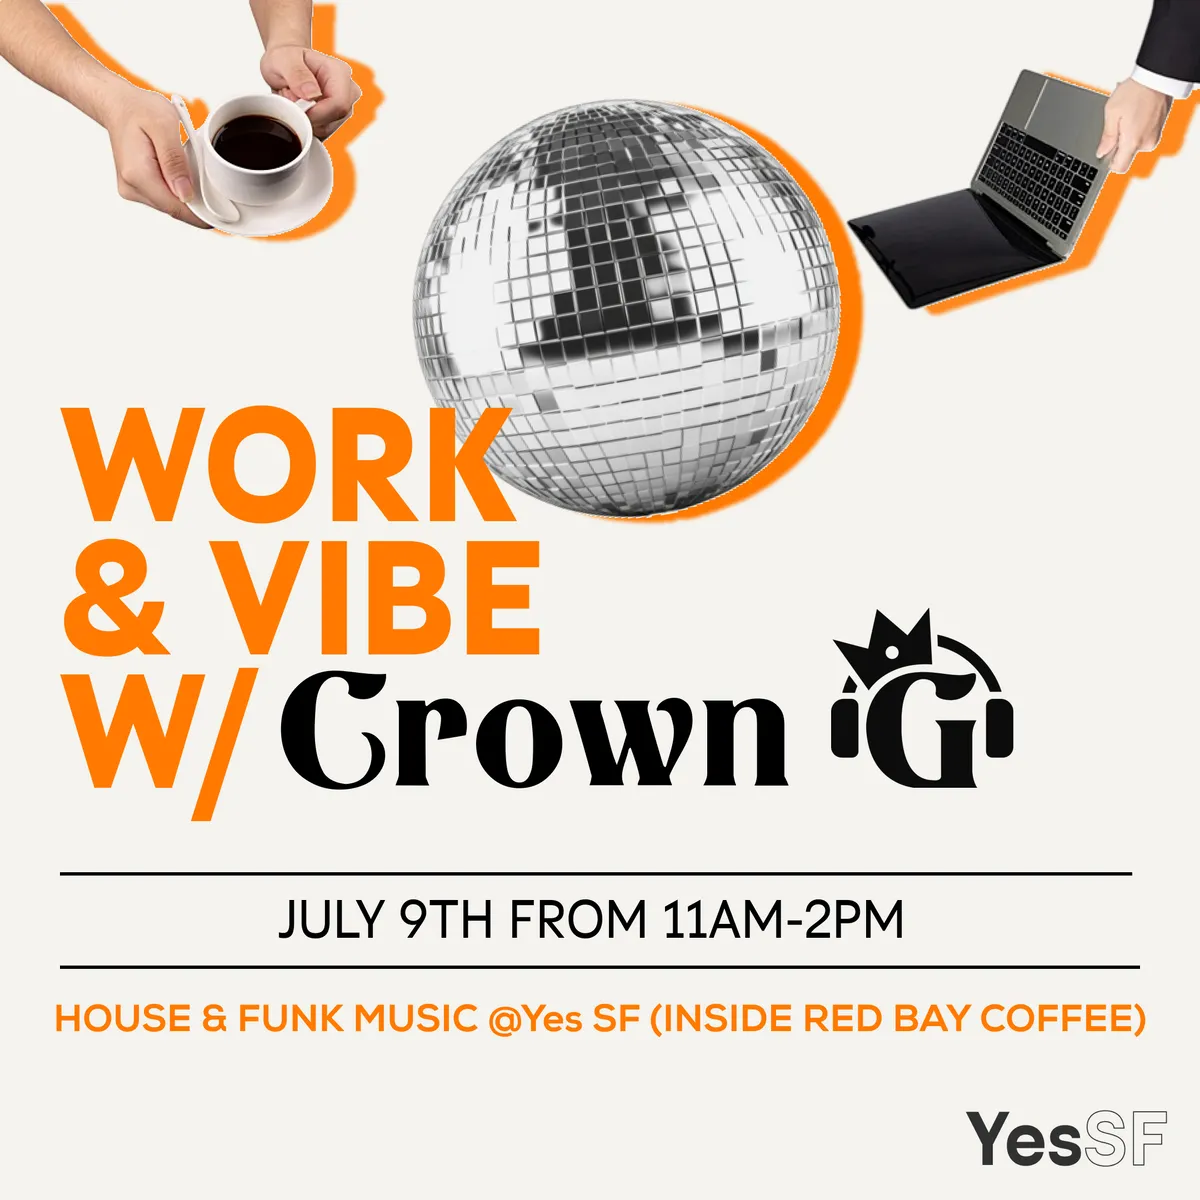 WORK
& VIBE
W/ Crown G
JULY 9TH FROM 11AM-2PM
HOUSE & FUNK MUSIC @Yes SF (INSIDE RED BAY COFFEE)
YesSF